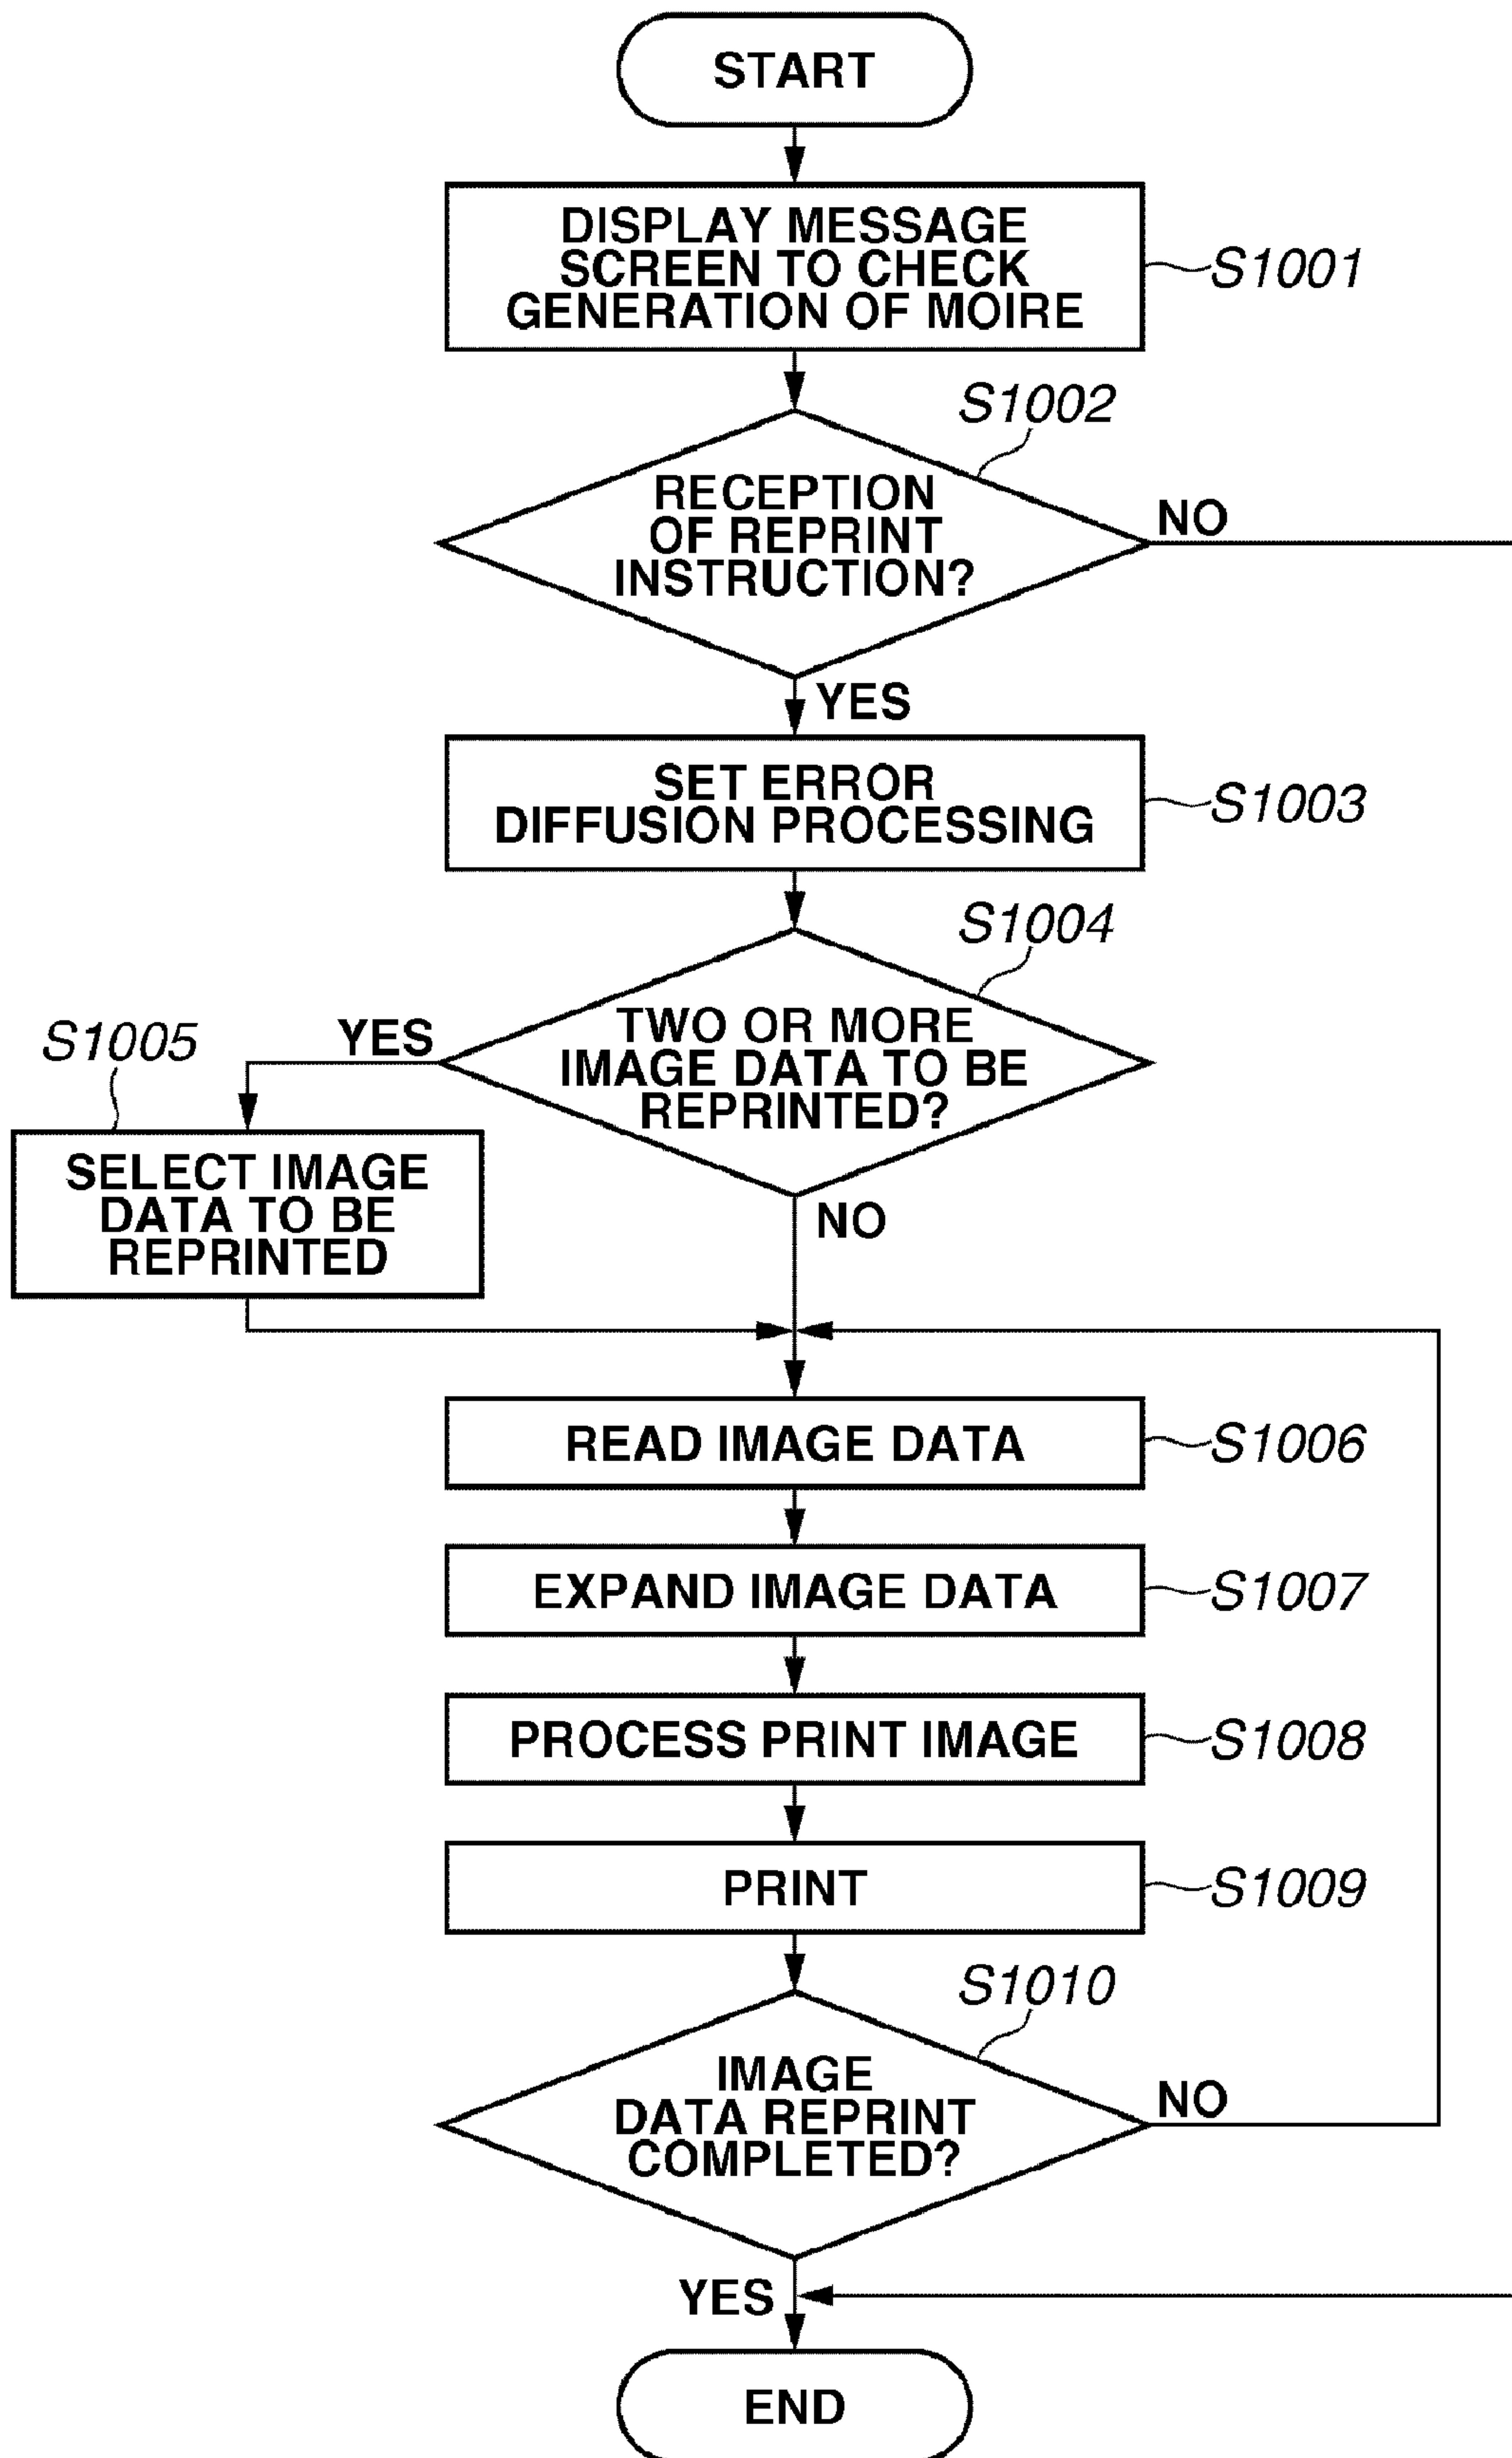 START
DISPLAY MESSAGE
SCREEN TO CHECK
GENERATION OF MOIRE
S1001
S1002
RECEPTION
OF REPRINT
INSTRUCTION?
NO
YES
SET ERROR
DIFFUSION PROCESSING
S1003
S1004
TWO OR MORE
IMAGE DATA TO BE
REPRINTED?
YES
S1005
SELECT IMAGE
DATA TO BE
REPRINTED
NO
READ IMAGE DATA
S1006
EXPAND IMAGE DATA
S1007
PROCESS PRINT IMAGE
S1008
PRINT
S1009
S1010
IMAGE
DATA REPRINT
COMPLETED?
NO
YES
END